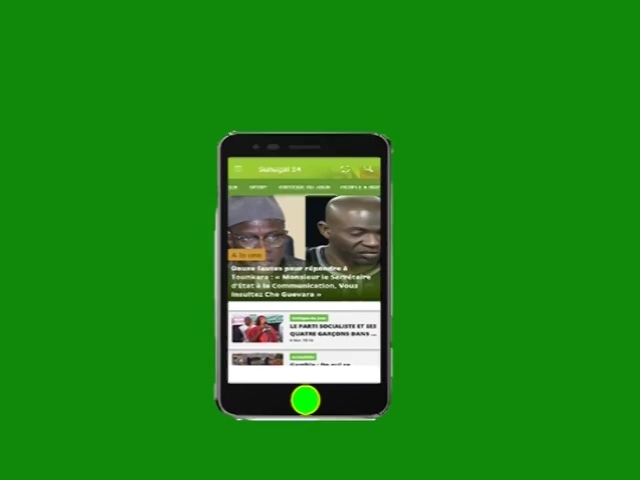 Senegal 24
SPORT CRITIQUE DU JOUR PEOPLE & BUZZ
A la une
Douze fautes pour répondre à
Tounkara : « Monsieur le Secrétaire
d'Etat à la Communication, Vous
insultez Che Guevara »
LE PARTI SOCIALISTE ET SES
QUATRE GARÇONS DANS ...